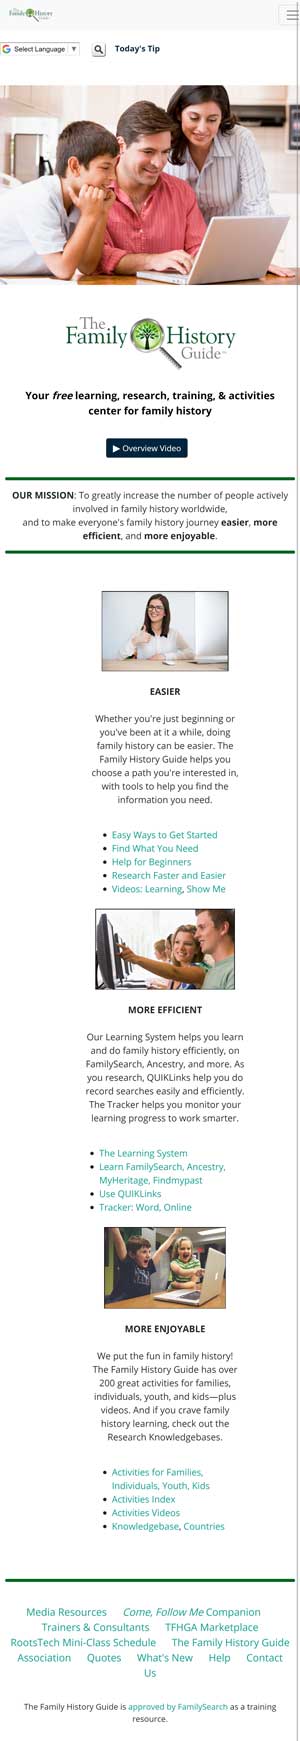 The
Family History
Guide
Select Language ▼
Today's Tip
The
Family History
Guide™
Your free learning, research, training, & activities
center for family history
▶ Overview Video
OUR MISSION: To greatly increase the number of people actively
involved in family history worldwide,
and to make everyone's family history journey easier, more
efficient, and more enjoyable.
EASIER
Whether you're just beginning or
you've been at it a while, doing
family history can be easier. The
Family History Guide helps you
choose a path you're interested in,
with tools to help you find the
information you need.
Easy Ways to Get Started
Find What You Need
Help for Beginners
Research Faster and Easier
Videos: Learning, Show Me
MORE EFFICIENT
Our Learning System helps you learn
and do family history efficiently, on
FamilySearch, Ancestry, and more. As
you research, QUIKLinks help you do
record searches easily and efficiently.
The Tracker helps you monitor your
learning progress to work smarter.
The Learning System
Learn FamilySearch, Ancestry,
MyHeritage, Findmypast
Use QUIKLinks
Tracker: Word, Online
MORE ENJOYABLE
We put the fun in family history!
The Family History Guide has over
200 great activities for families,
individuals, youth, and kids—plus
videos. And if you crave family
history learning, check out the
Research Knowledgebases.
Activities for Families,
Individuals, Youth, Kids
Activities Index
Activities Videos
Knowledgebase, Countries
Media Resources Come, Follow Me Companion
Trainers & Consultants TFHGA Marketplace
RootsTech Mini-Class Schedule The Family History Guide
Association Quotes What's New Help Contact
Us
The Family History Guide is approved by FamilySearch as a training
resource.